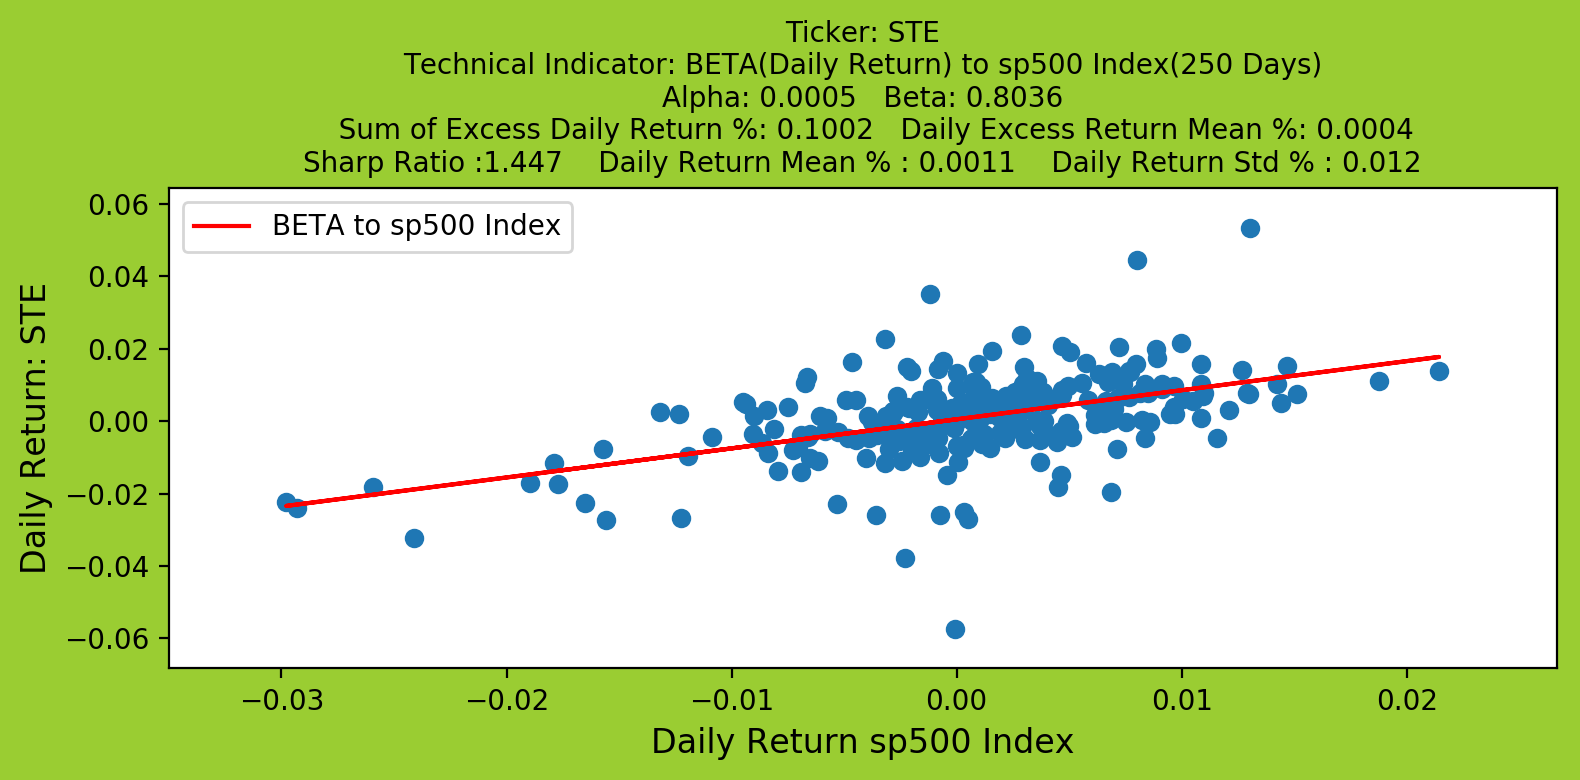 Ticker: STE
Technical Indicator: BETA(Daily Return) to sp500 Index(250 Days)
Alpha: 0.0005   Beta: 0.8036
Sum of Excess Daily Return %: 0.1002   Daily Excess Return Mean %: 0.0004
Sharp Ratio :1.447    Daily Return Mean % : 0.0011    Daily Return Std % : 0.012
BETA to sp500 Index
Daily Return: STE
0.06
0.04
0.02
0.00
−0.02
−0.04
−0.06
−0.03 −0.02 −0.01 0.00 0.01 0.02
Daily Return sp500 Index